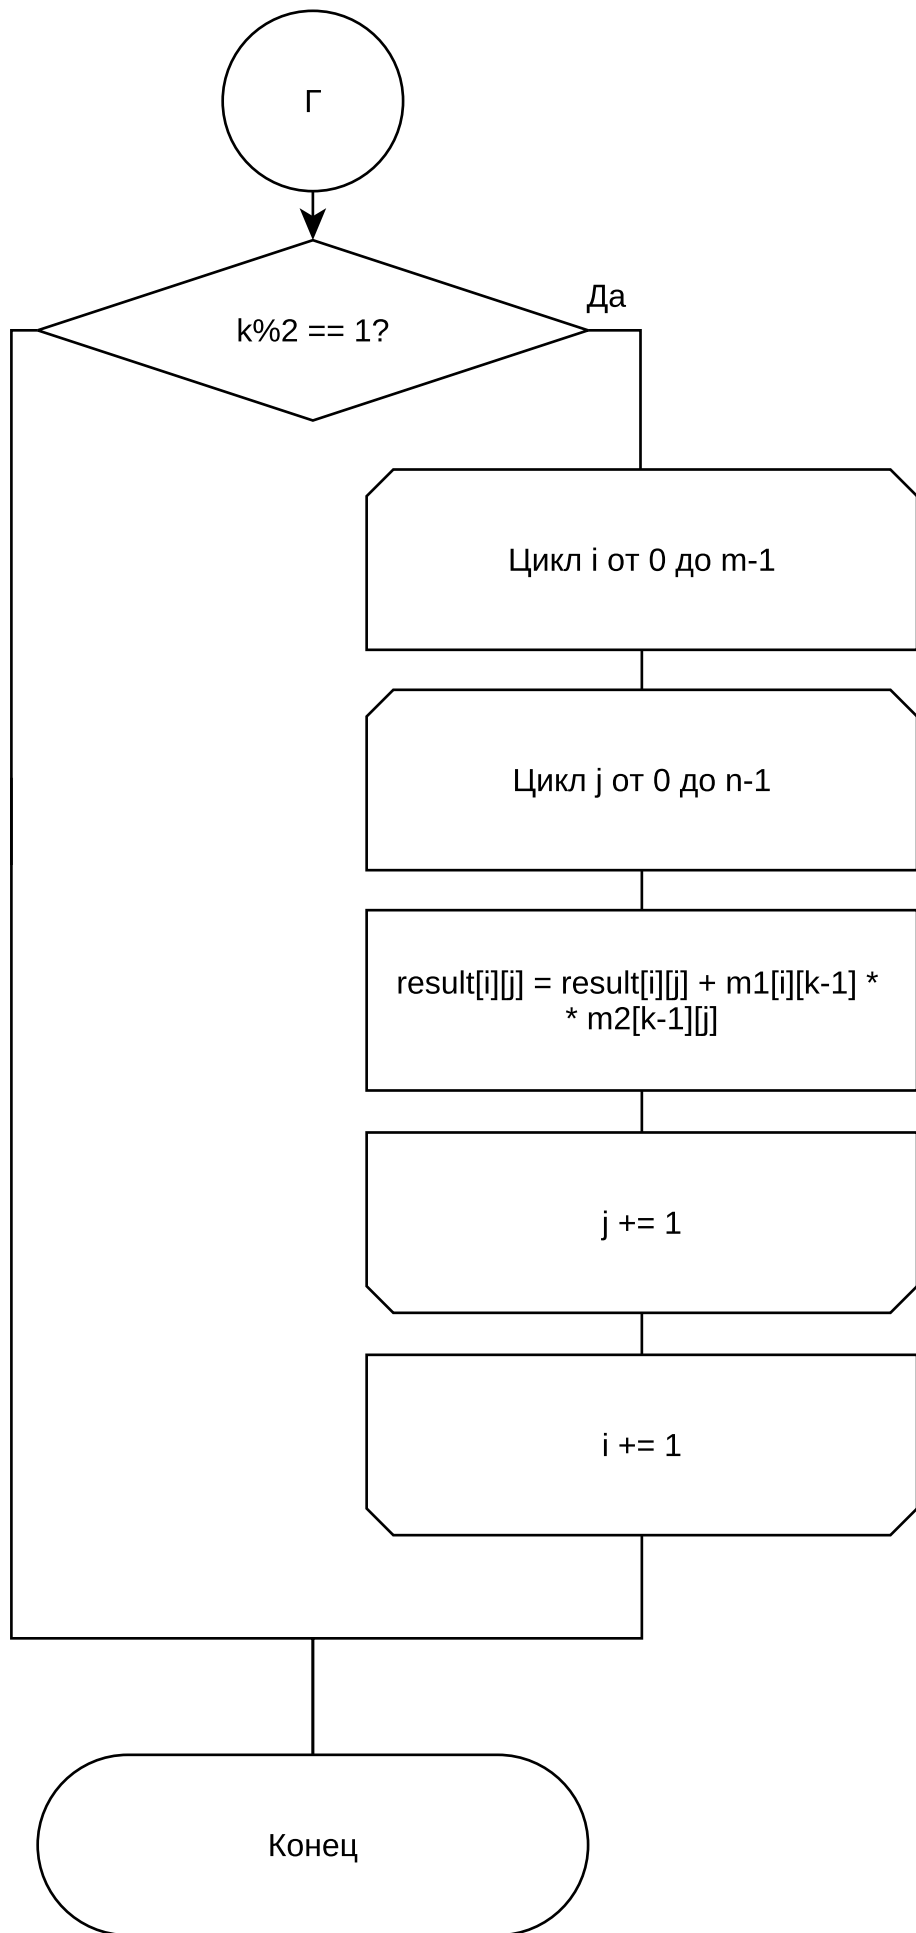 Г
k%2 == 1?
Да
Цикл i от 0 до m-1
Цикл j от 0 до n-1
result[i][j] = result[i][j] + m1[i][k-1] *
* m2[k-1][j]
j += 1
i += 1
Конец